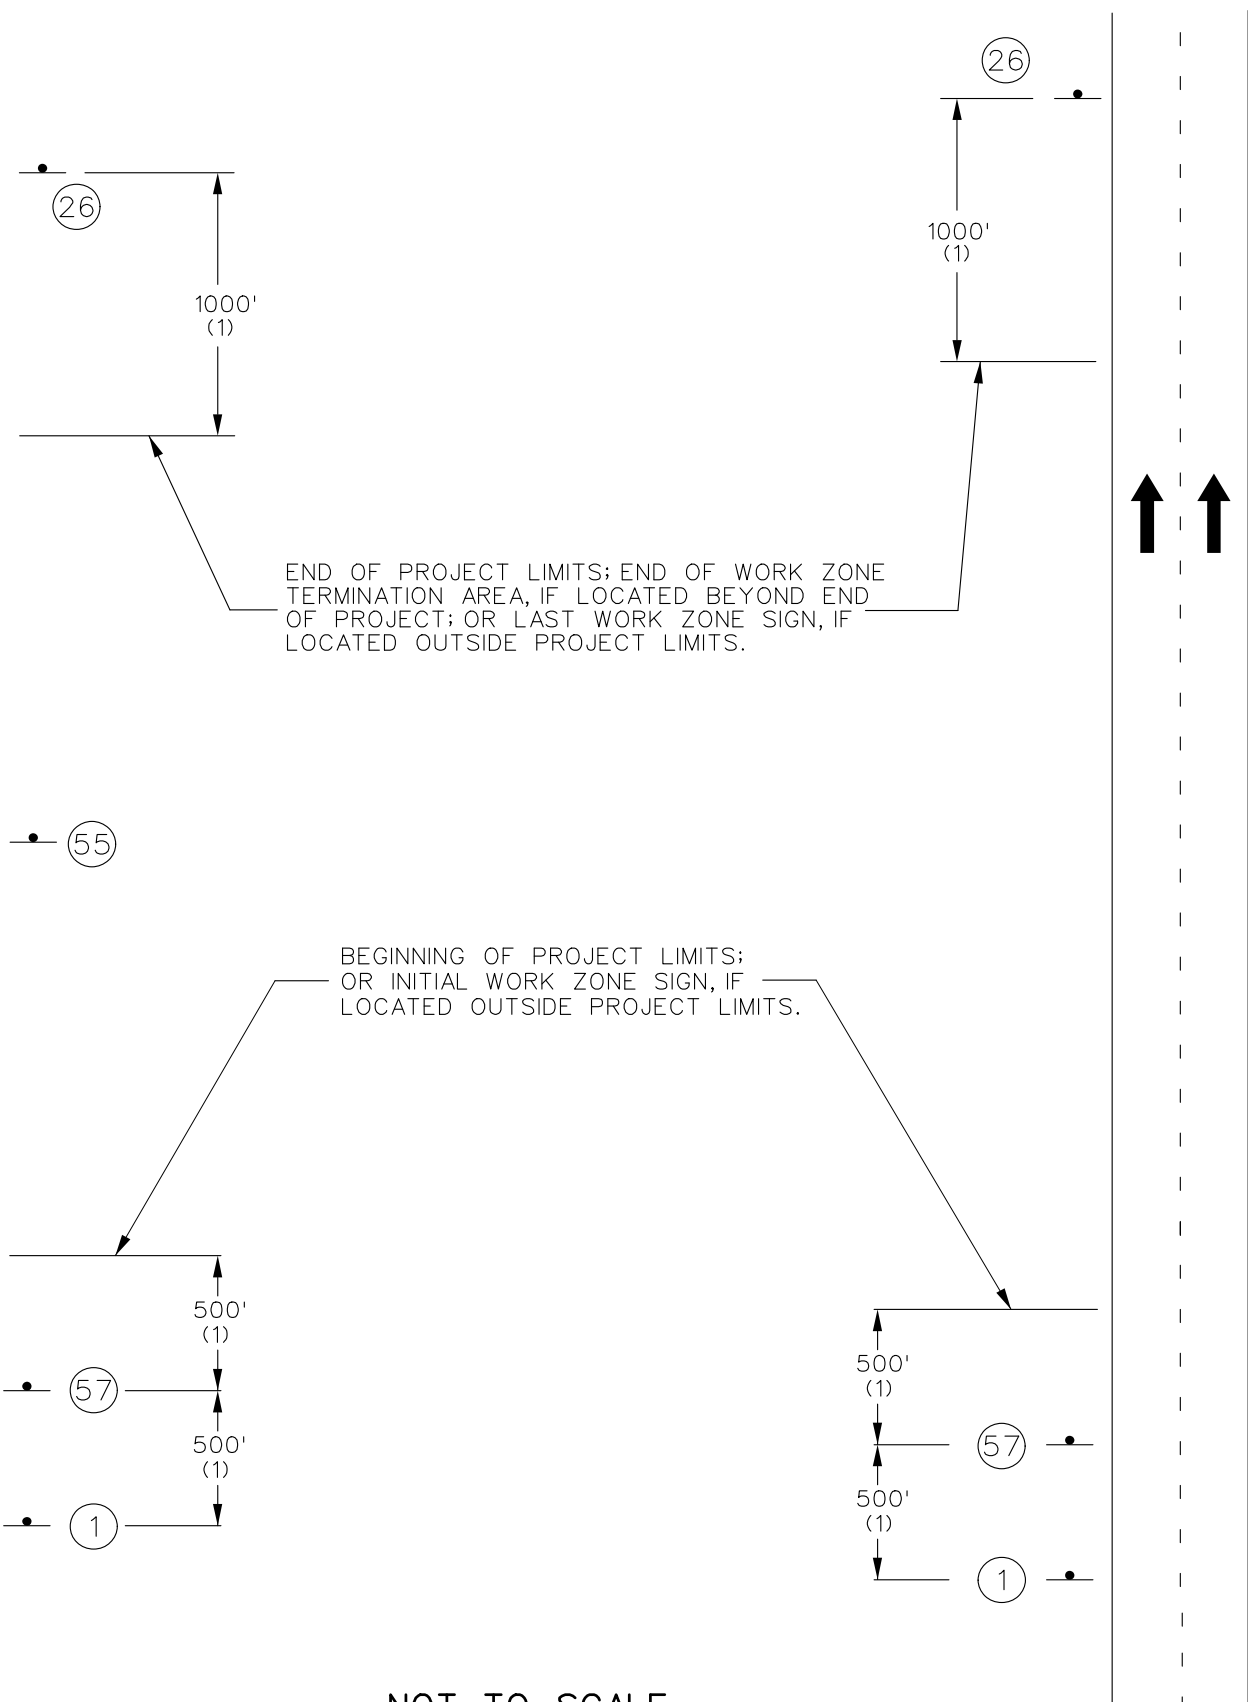 26
26
1000'
(1)
1000'
(1)
END OF PROJECT LIMITS; END OF WORK ZONE
TERMINATION AREA, IF LOCATED BEYOND END
OF PROJECT; OR LAST WORK ZONE SIGN, IF
LOCATED OUTSIDE PROJECT LIMITS.
55
BEGINNING OF PROJECT LIMITS;
OR INITIAL WORK ZONE SIGN, IF
LOCATED OUTSIDE PROJECT LIMITS.
500'
(1)
500'
(1)
57
57
500'
(1)
500'
(1)
1
1
NOT TO SCALE